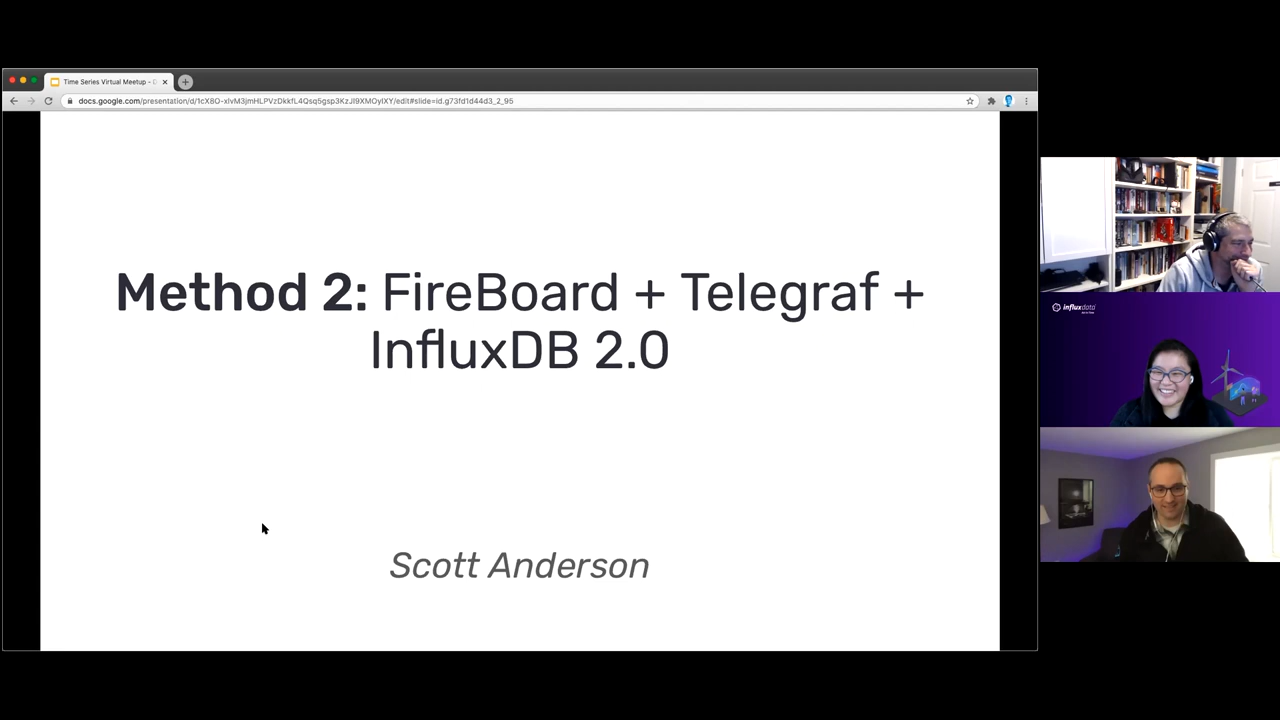 Time Series Virtual Meetup - D
docs.google.com/presentation/d/1cX8O-xlvM3jmHLPVzDkkfL4Qsq5gsp3KzJl9XMOylXY/edit#slide=id.g73fd1d44d3_2_95
Method 2: FireBoard + Telegraf +
InfluxDB 2.0
Scott Anderson
influxdata